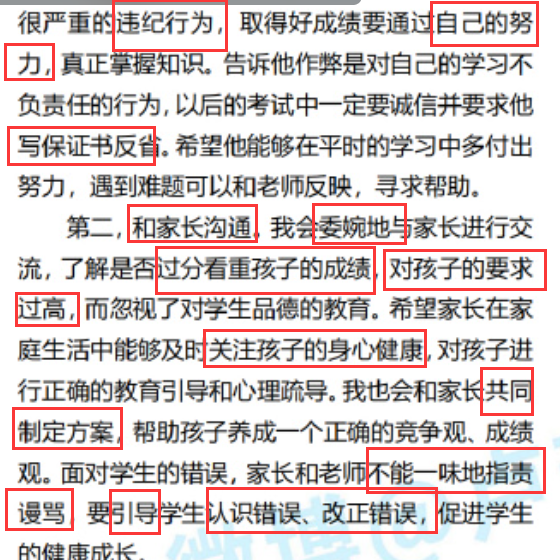 很严重的违纪行为，取得好成绩要通过自己的努
力，真正掌握知识。告诉他作弊是对自己的学习不
负责任的行为，以后的考试中一定要诚信并要求他
写保证书反省。希望他能够在平时的学习中多付出
努力，遇到难题可以和老师反映，寻求帮助。
第二，和家长沟通。我会委婉地与家长进行交
流，了解是否过分看重孩子的成绩，对孩子的要求
过高，而忽视了对学生品德的教育。希望家长在家
庭生活中能够及时关注孩子的身心健康，对孩子进
行正确的教育引导和心理疏导。我也会和家长共同
制定方案，帮助孩子养成一个正确的竞争观、成绩
观。面对学生的错误，家长和老师不能一味地指责
谩骂，要引导学生认识错误、改正错误，促进学生
的健康成长。
微博@卢